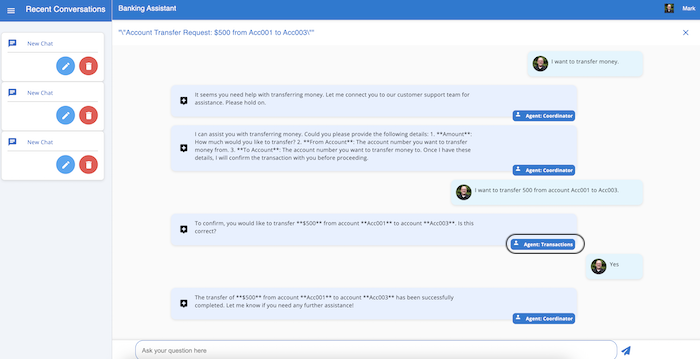 Recent Conversations
Banking Assistant
Mark
New Chat
New Chat
New Chat
"\"Account Transfer Request: $500 from Acc001 to Acc003\""
I want to transfer money.
It seems you need help with transferring money. Let me connect you to our customer support team for
assistance. Please hold on.
Agent: Coordinator
I can assist you with transferring money. Could you please provide the following details: 1. **Amount**:
How much would you like to transfer? 2. **From Account**: The account number you want to transfer
money from. 3. **To Account**: The account number you want to transfer money to. Once I have these
details, I will confirm the transaction with you before proceeding.
Agent: Coordinator
I want to transfer 500 from account Acc001 to Acc003.
To confirm, you would like to transfer **$500** from account **Acc001** to account **Acc003**. Is this
correct?
Agent: Transactions
Yes
The transfer of **$500** from account **Acc001** to account **Acc003** has been successfully
completed. Let me know if you need any further assistance!
Agent: Coordinator
Ask your question here